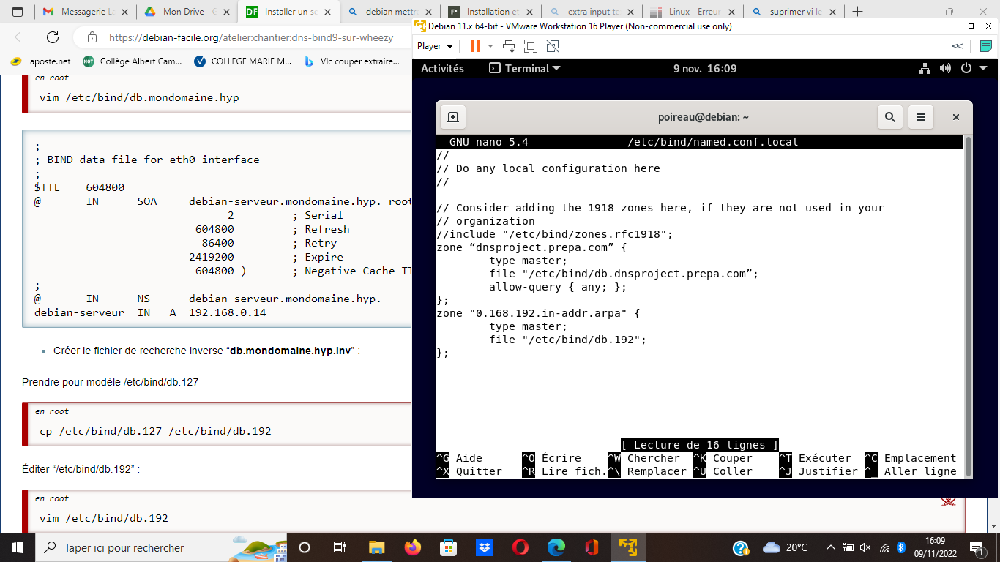 Messagerie La
Mon Drive - G
DF Installer un se
debian mettre
Installation et
extra input te
Linux - Erreur
suprimer vi le
https://debian-facile.org/atelier:chantier:dns-bind9-sur-wheezy
laposte.net
Collège Albert Cam...
COLLEGE MARIE M...
Vlc couper extraire...
en root
vim /etc/bind/db.mondomaine.hyp
;
; BIND data file for eth0 interface
;
$TTL 604800
@ IN SOA debian-serveur.mondomaine.hyp. root
2 ; Serial
604800 ; Refresh
86400 ; Retry
2419200 ; Expire
604800 ) ; Negative Cache TT
;
@ IN NS debian-serveur.mondomaine.hyp.
debian-serveur IN A 192.168.0.14
Créer le fichier de recherche inverse “db.mondomaine.hyp.inv” :
Prendre pour modèle /etc/bind/db.127
en root
cp /etc/bind/db.127 /etc/bind/db.192
Éditer “/etc/bind/db.192” :
en root
vim /etc/bind/db.192
Debian 11.x 64-bit - VMware Workstation 16 Player (Non-commercial use only)
Player
Activités
Terminal
9 nov. 16:09
poireau@debian: ~
GNU nano 5.4 /etc/bind/named.conf.local
//
// Do any local configuration here
//
// Consider adding the 1918 zones here, if they are not used in your
// organization
//include "/etc/bind/zones.rfc1918";
zone “dnsproject.prepa.com” {
type master;
file "/etc/bind/db.dnsproject.prepa.com”;
allow-query { any; };
};
zone "0.168.192.in-addr.arpa" {
type master;
file "/etc/bind/db.192";
};
[ Lecture de 16 lignes ]
^G Aide ^O Écrire ^W Chercher ^K Couper ^T Exécuter ^C Emplacement
^X Quitter ^R Lire fich. ^\ Remplacer ^U Coller ^J Justifier ^_ Aller ligne
Taper ici pour rechercher
20°C
16:09
09/11/2022
1